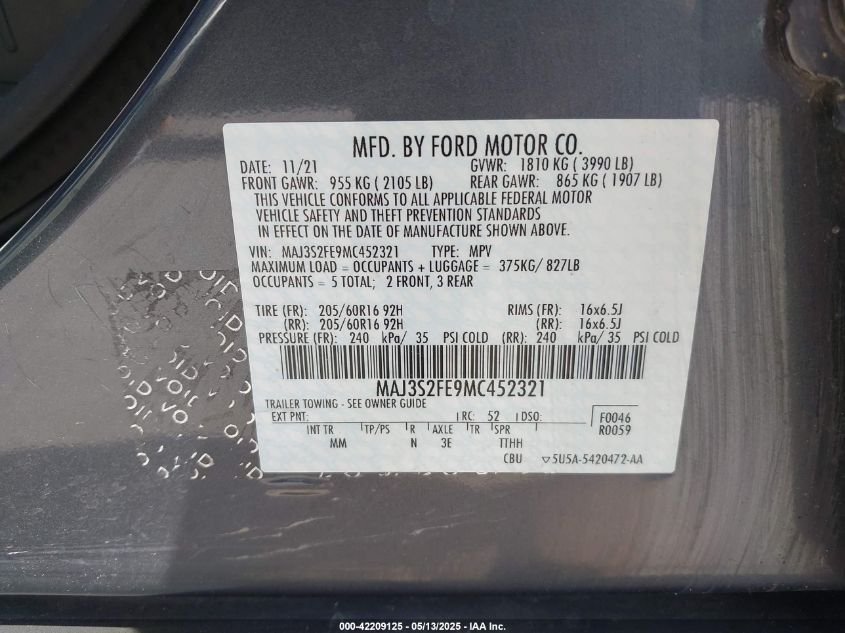 MFD. BY FORD MOTOR CO.
DATE: 11/21 GVWR: 1810 KG ( 3990 LB)
FRONT GAWR: 955 KG ( 2105 LB) REAR GAWR: 865 KG ( 1907 LB)
THIS VEHICLE CONFORMS TO ALL APPLICABLE FEDERAL MOTOR
VEHICLE SAFETY AND THEFT PREVENTION STANDARDS
IN EFFECT ON THE DATE OF MANUFACTURE SHOWN ABOVE.
VIN: MAJ3S2FE9MC452321 TYPE: MPV
MAXIMUM LOAD = OCCUPANTS + LUGGAGE = 375KG/ 827LB
OCCUPANTS = 5 TOTAL; 2 FRONT, 3 REAR
TIRE (FR): 205/60R16 92H RIMS (FR): 16x6.5J
(RR): 205/60R16 92H (RR): 16x6.5J
PRESSURE (FR): 240 kPa/ 35 PSI COLD (RR): 240 kPa/ 35 PSI COLD
MAJ3S2FE9MC452321
TRAILER TOWING - SEE OWNER GUIDE
EXT PNT: RC: 52 DSO: F0046
INT TR TP/PS R AXLE TR SPR R0059
MM N 3E TTHH
CBU ▽5U5A-5420472-AA
VOID
000-42209125 - 05/13/2025 - IAA Inc.